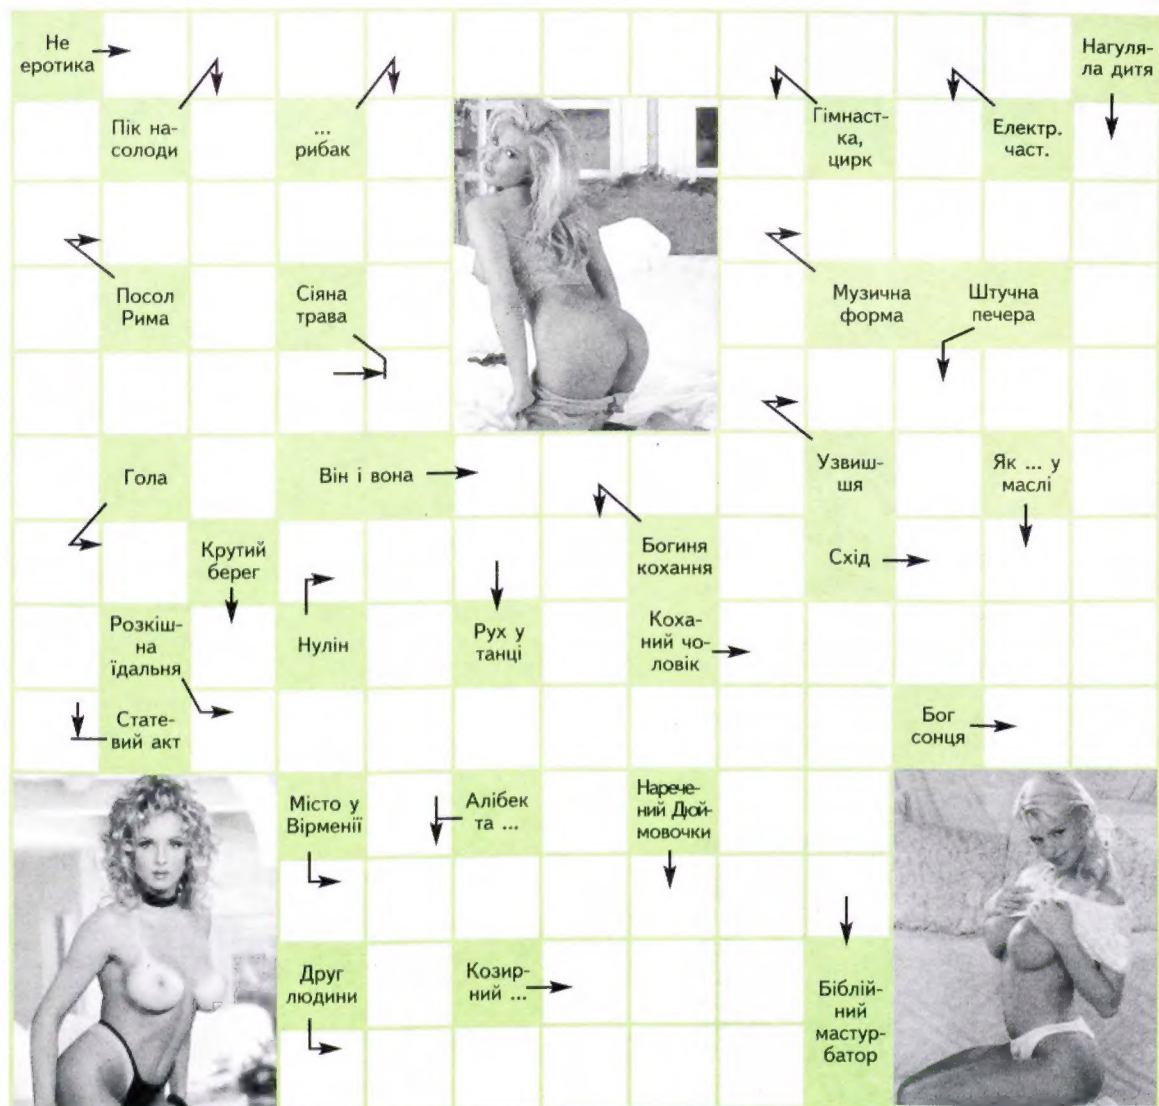 Не
еротика
Нагуля-
ла дитя
Пік на-
солоди
...
рибак
Гімнаст-
ка,
цирк
Електр.
част.
Посол
Рима
Сіяна
трава
Музична
форма
Штучна
печера
Гола
Він і вона
Узвиш-
шя
Як ... у
маслі
Крутий
берег
Богиня
кохання
Схід
Розкіш-
на
їдальня
Нулін
Рух у
танці
Коха-
ний чо-
ловік
Стате-
вий акт
Бог
сонця
Місто у
Вірменії
Алібек
та ...
Нарече-
ний Дюй-
мовочки
Друг
людини
Козир-
ний ...
Біблій-
ний
мастур-
батор